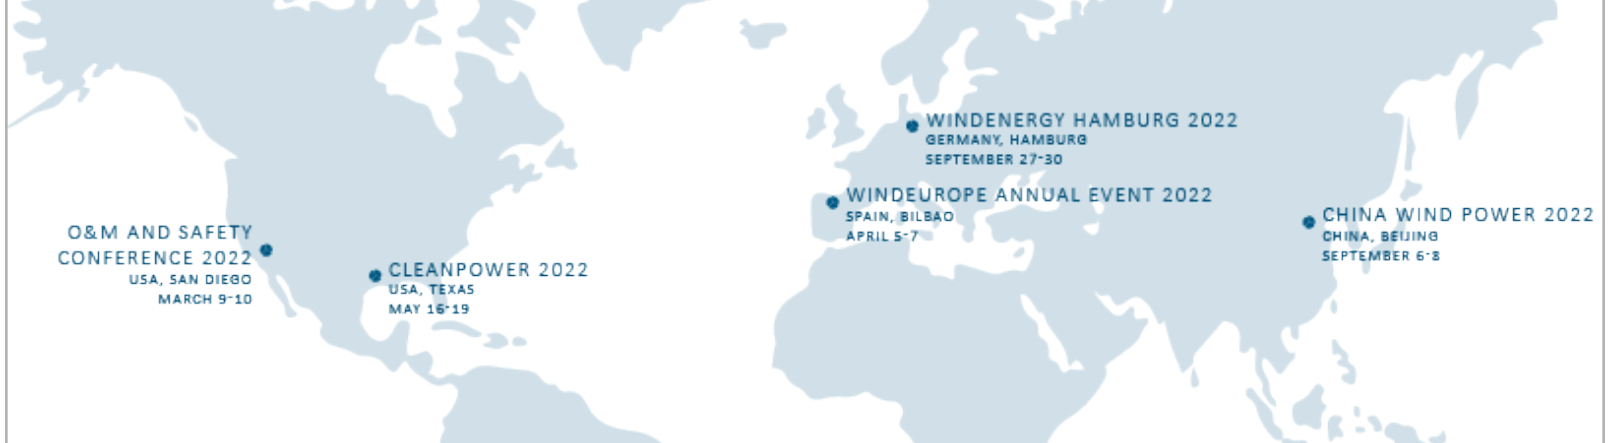 WINDENERGY HAMBURG 2022
GERMANY, HAMBURG
SEPTEMBER 27-30
WINDEUROPE ANNUAL EVENT 2022
SPAIN, BILBAO
APRIL 5-7
CHINA WIND POWER 2022
CHINA, BEIJING
SEPTEMBER 6-8
O&M AND SAFETY
CONFERENCE 2022
USA, SAN DIEGO
MARCH 9-10
CLEANPOWER 2022
USA, TEXAS
MAY 16-19